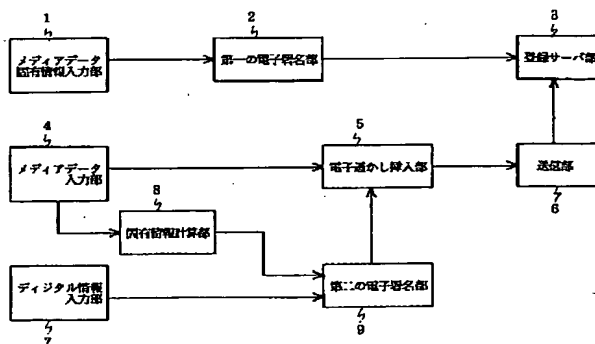 1
メディアデータ
固有情報入力部
2
第一の電子署名部
3
登録サーバ部
4
メディアデータ
入力部
5
電子透かし挿入部
送信部
6
8
固有情報計算部
ディジタル情報
入力部
7
第二の電子署名部
9